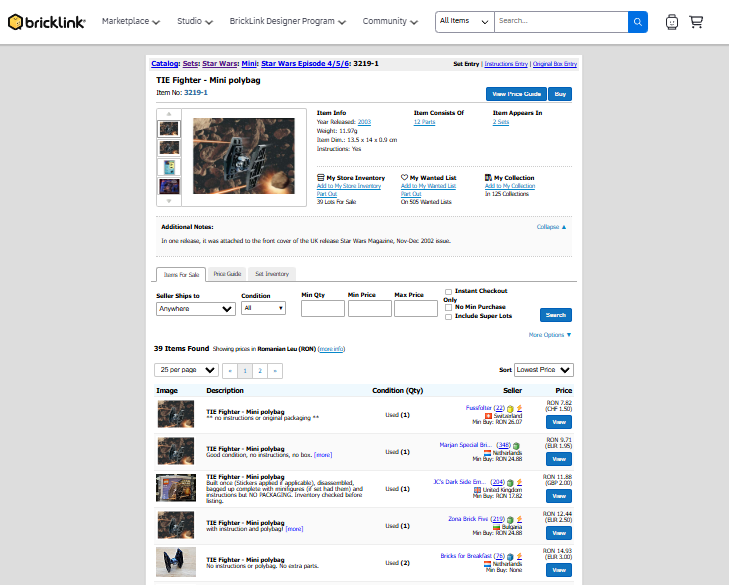 bricklink
Marketplace
Studio
BrickLink Designer Program
Community
All Items
Search...
Catalog: Sets: Star Wars: Mini: Star Wars Episode 4/5/6: 3219-1
Set Entry | Instructions Entry | Original Box Entry
TIE Fighter - Mini polybag
Item No: 3219-1
View Price Guide
Buy
Item Info
Year Released: 2003
Weight: 11.97g
Item Dim.: 13.5 x 14 x 0.9 cm
Instructions: Yes
Item Consists Of
12 Parts
Item Appears In
2 Sets
My Store Inventory
Add to My Store Inventory
Part Out
39 Lots For Sale
My Wanted List
Add to My Wanted List
Part Out
On 505 Wanted Lists
My Collection
Add to My Collection
In 125 Collections
Additional Notes:
Collapse ▲
In one release, it was attached to the front cover of the UK release Star Wars Magazine, Nov-Dec 2002 issue.
Items For Sale
Price Guide
Set Inventory
Seller Ships to
Anywhere
Condition
All
Min Qty
Min Price
Max Price
Instant Checkout
Only
No Min Purchase
Include Super Lots
Search
More Options ▼
39 Items Found Showing prices in Romanian Leu (RON) (more info)
25 per page
« 1 2 »
Sort Lowest Price
Image Description Condition (Qty) Seller Price
TIE Fighter - Mini polybag
** no instructions or original packaging **
Used (1)
Fussfolter (22)
Switzerland
Min Buy: RON 26.07
RON 7.82
(CHF 1.50)
View
TIE Fighter - Mini polybag
Good condition, no instructions, no box. [more]
Used (1)
Marjan Special Bri... (348)
Netherlands
Min Buy: RON 24.88
RON 9.71
(EUR 1.95)
View
TIE Fighter - Mini polybag
Built once (Stickers applied if applicable), disassembled,
bagged up complete with minifigures (if set had them) and
instructions but NO PACKAGING. Inventory checked before
listing.
Used (1)
JC's Dark Side Em... (204)
United Kingdom
Min Buy: RON 17.82
RON 11.88
(GBP 2.00)
View
TIE Fighter - Mini polybag
with instruction and polybag! [more]
Used (1)
Zona Brick Five (219)
Bulgaria
Min Buy: RON 24.88
RON 12.44
(EUR 2.50)
View
TIE Fighter - Mini polybag
No instructions or polybag. No extra parts.
Used (2)
Bricks for Breakfast (76)
Netherlands
Min Buy: None
RON 14.93
(EUR 3.00)
View